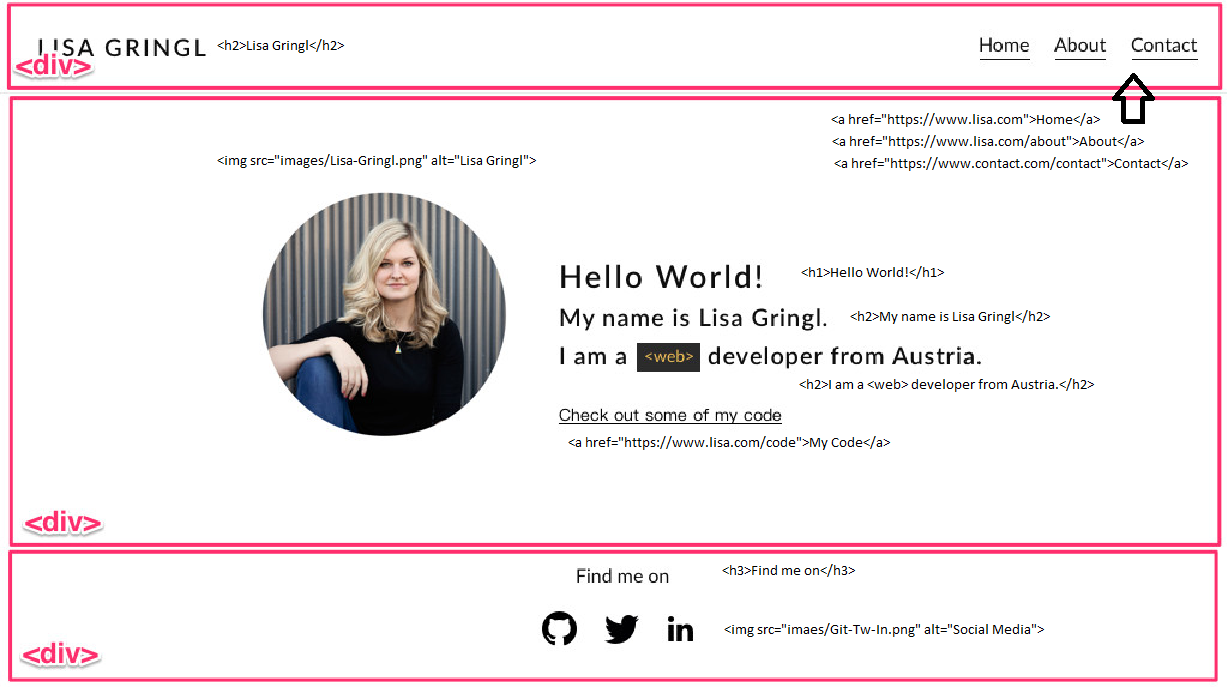 LISA GRINGL <h2>Lisa Gringl</h2> Home About Contact
<div>
<a href="https://www.lisa.com">Home</a>
<a href="https://www.lisa.com/about">About</a>
<img src="images/Lisa-Gringl.png" alt="Lisa Gringl">
<a href="https://www.contact.com/contact">Contact</a>
Hello World! <h1>Hello World!</h1>
My name is Lisa Gringl. <h2>My name is Lisa Gringl</h2>
I am a <web> developer from Austria.
<h2>I am a <web> developer from Austria.</h2>
Check out some of my code
<a href="https://www.lisa.com/code">My Code</a>
<div>
Find me on <h3>Find me on</h3>
in <img src="imaes/Git-Tw-In.png" alt="Social Media">
<div>